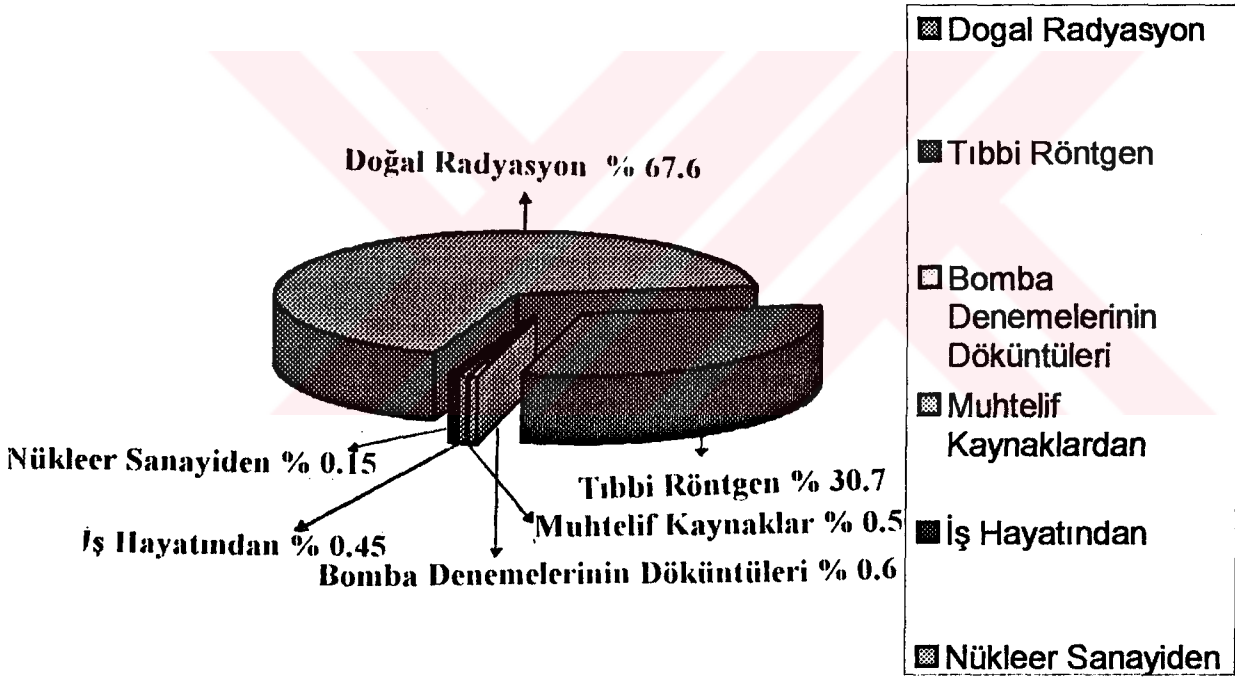 Doğal Radyasyon % 67.6
Nükleer Sanayiden % 0.15
Tıbbi Röntgen % 30.7
Muhtelif Kaynaklar % 0.5
İş Hayatından % 0.45
Bomba Denemelerinin Döküntüleri % 0.6
Dogal Radyasyon
Tıbbi Röntgen
Bomba
Denemelerinin
Döküntüleri
Muhtelif
Kaynaklardan
İş Hayatından
Nükleer Sanayiden